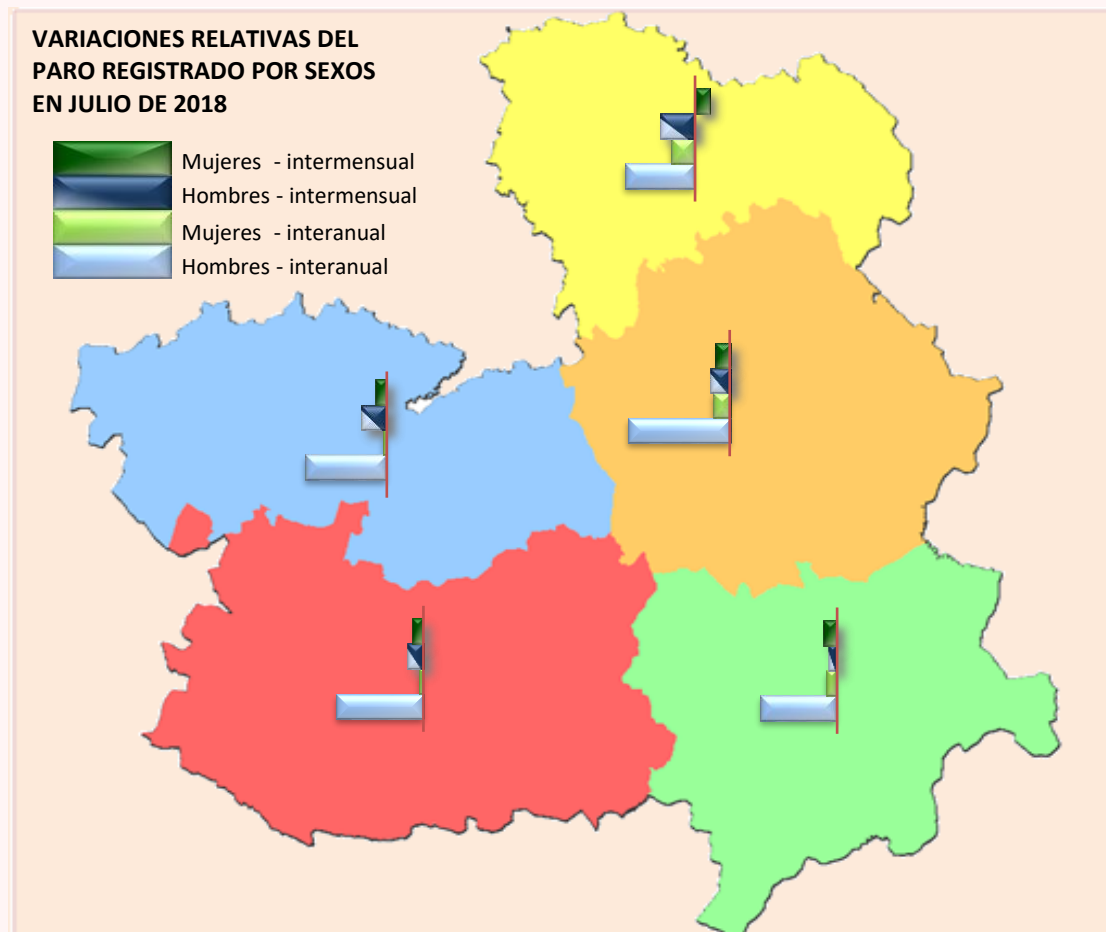 VARIACIONES RELATIVAS DEL
PARO REGISTRADO POR SEXOS
EN JULIO DE 2018
Mujeres - intermensual
Hombres - intermensual
Mujeres - interanual
Hombres - interanual